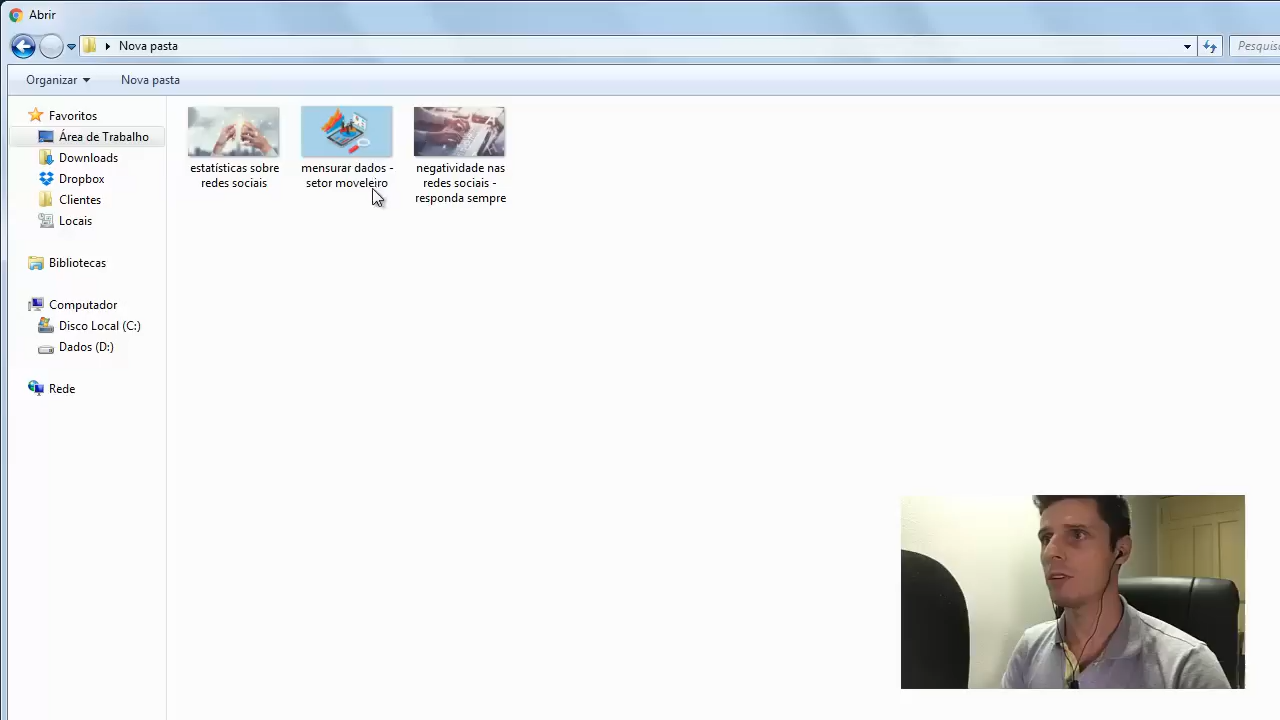 Abrir
Nova pasta
Pesquis
Organizar
Nova pasta
Favoritos
Área de Trabalho
Downloads
Dropbox
Clientes
Locais
Bibliotecas
Computador
Disco Local (C:)
Dados (D:)
Rede
estatísticas sobre
redes sociais
mensurar dados -
setor moveleiro
negatividade nas
redes sociais -
responda sempre